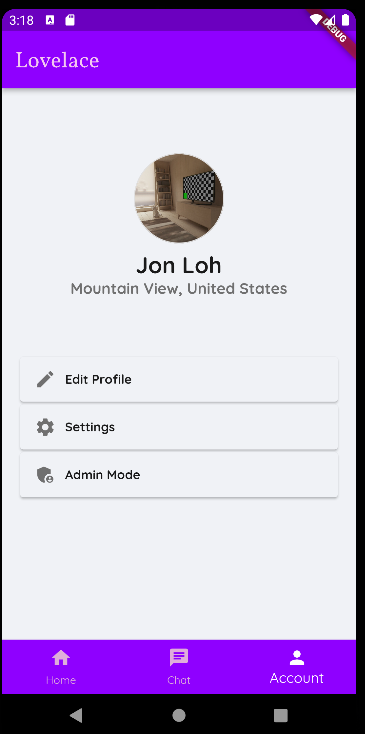 3:18
DEBUG
Lovelace
Jon Loh
Mountain View, United States
Edit Profile
Settings
Admin Mode
Home
Chat
Account